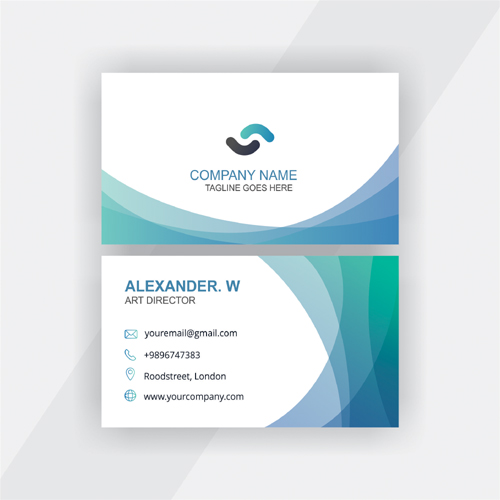 COMPANY NAME
TAGLINE GOES HERE
ALEXANDER. W
ART DIRECTOR
youremail@gmail.com
+9896747383
Roodstreet, London
www.yourcompany.com